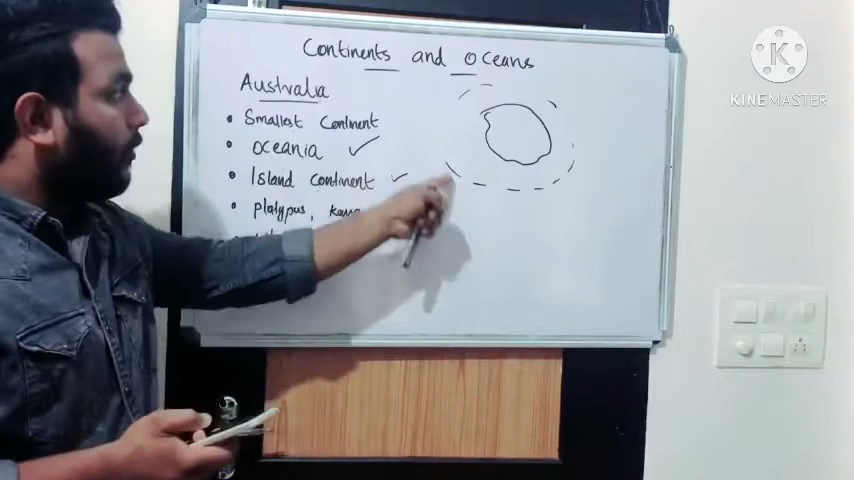 Continents and Oceans
Australia
• Smallest Continent
• Oceania ✓
• Island Continent ✓
• platypus,
KINEMASTER